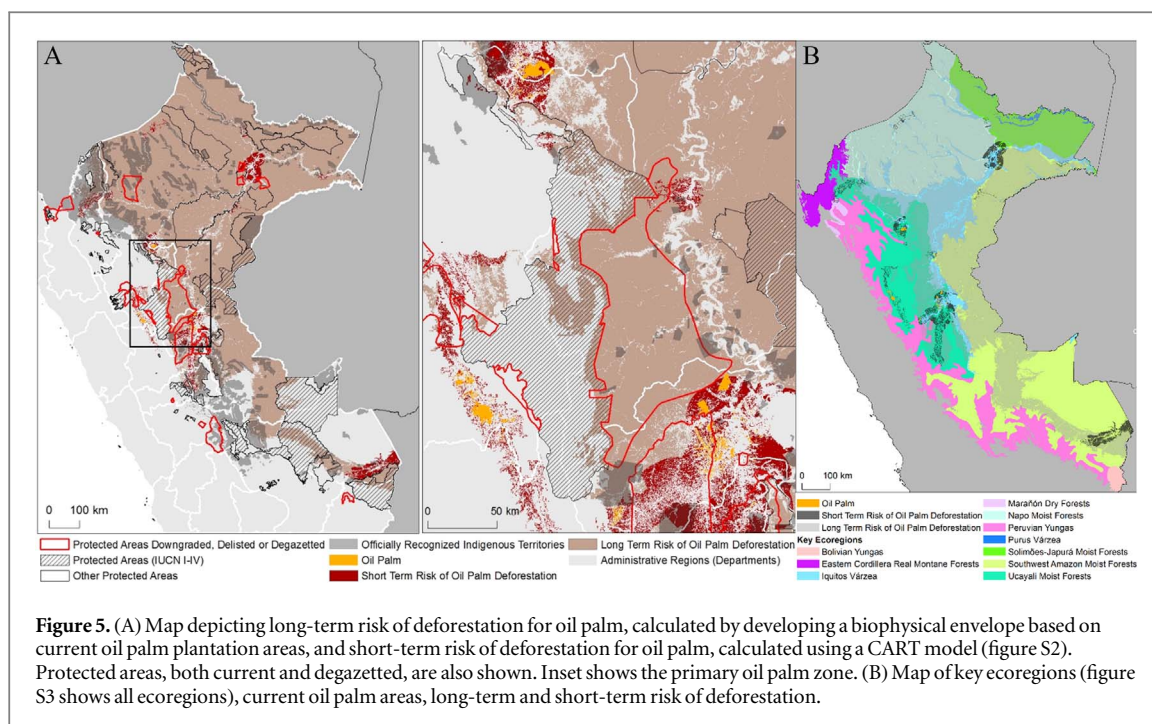 A
B
0 100 km
0 50 km
0 100 km
Protected Areas Downgraded, Delisted or Degazetted
Protected Areas (IUCN I-IV)
Other Protected Areas
Officially Recognized Indigenous Territories
Oil Palm
Short Term Risk of Oil Palm Deforestation
Long Term Risk of Oil Palm Deforestation
Administrative Regions (Departments)
Oil Palm
Short Term Risk of Oil Palm Deforestation
Long Term Risk of Oil Palm Deforestation
Key Ecoregions
Bolivian Yungas
Eastern Cordillera Real Montane Forests
Iquitos Várzea
Marañón Dry Forests
Napo Moist Forests
Peruvian Yungas
Purus Várzea
Solimões-Japurá Moist Forests
Southwest Amazon Moist Forests
Ucayali Moist Forests
Figure 5. (A) Map depicting long-term risk of deforestation for oil palm, calculated by developing a biophysical envelope based on
current oil palm plantation areas, and short-term risk of deforestation for oil palm, calculated using a CART model (figure S2).
Protected areas, both current and degazetted, are also shown. Inset shows the primary oil palm zone. (B) Map of key ecoregions (figure
S3 shows all ecoregions), current oil palm areas, long-term and short-term risk of deforestation.